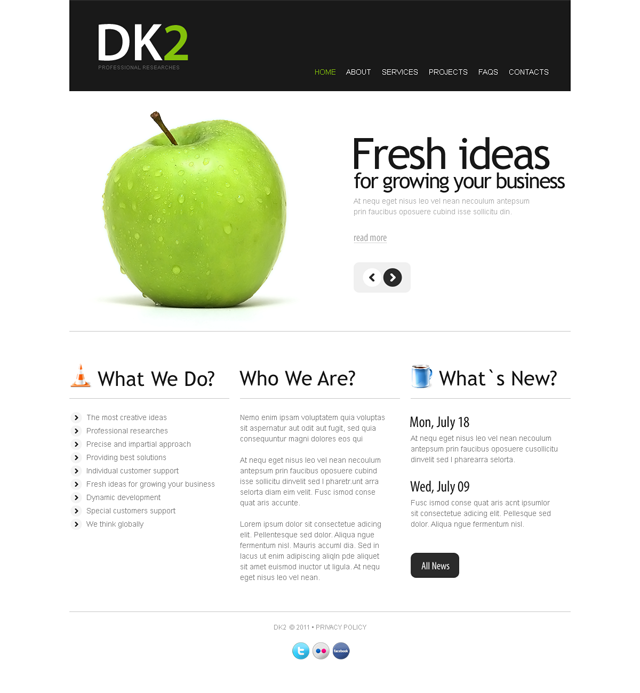 DK2
PROFESSIONAL RESEARCHES
HOME ABOUT SERVICES PROJECTS FAQS CONTACTS
Fresh ideas
for growing your business
At nequ eget nisus leo vel nean necoulum antepsum
prin faucibus oposuere cubind isse sollicitu din.
read more
What We Do?
The most creative ideas
Professional researches
Precise and impartial approach
Providing best solutions
Individual customer support
Fresh ideas for growing your business
Dynamic development
Special customers support
We think globally
Who We Are?
Nemo enim ipsam voluptatem quia voluptas
sit aspernatur aut odit aut fugit, sed quia
consequuntur magni dolores eos qui.
At nequ eget nisus leo vel nean necoulum
antepsum prin faucibus oposuere cubind
isse sollicitudin dinvelit sed l pharetr unt arra
selorta diam eim velit. Fusc ismod conse
quat aris accunte.
Lorem ipsum dolor sit consectetue adicing
elit. Pellentesque sed dolor. Aliqua ngue
fermentum nisl. Mauris accuml dia. Sed in
lacus ut enim adipiscing aliqln pde aliquet
sit amet euismod inuctor ut ligula. At nequ
eget nisus leo vel nean.
What`s New?
Mon, July 18
At nequ eget nisus leo vel nean necoulum
antepsum prin faucibus oposuere cusollicitu
dinvelit sed l phearearra selorta.
Wed, July 09
Fusc ismod conse quat aris acnt ipsumlor
sit consectetue adicing elit. Pellesque sed
dolor. Aliqua ngue fermentum nisl.
All News
DK2 © 2011 • PRIVACY POLICY
facebook